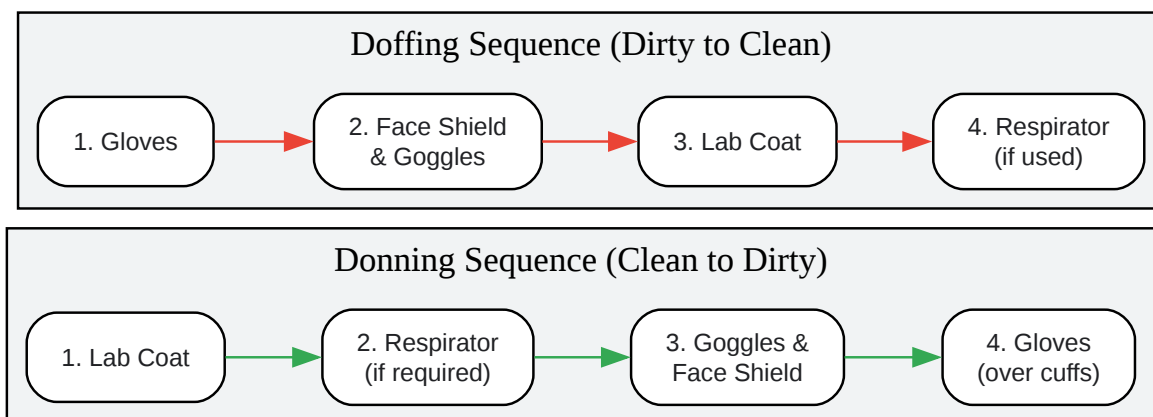 Doffing Sequence (Dirty to Clean)
1. Gloves
2. Face Shield
& Goggles
3. Lab Coat
4. Respirator
(if used)
Donning Sequence (Clean to Dirty)
1. Lab Coat
2. Respirator
(if required)
3. Goggles &
Face Shield
4. Gloves
(over cuffs)